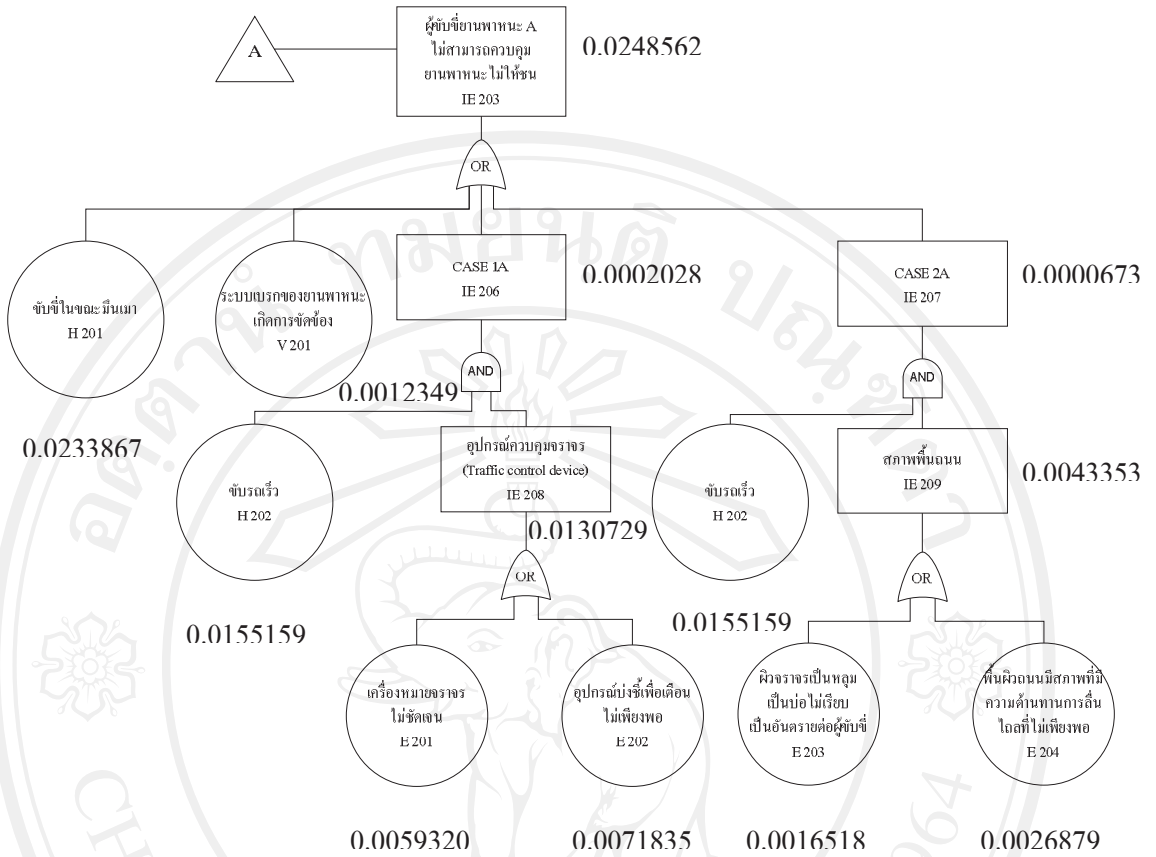 A
ผู้ขับขี่ยานพาหนะ A
ไม่สามารถควบคุม
ยานพาหนะ ไม่ให้ชน
IE 203
0.0248562
OR
ขับขี่ในขณะมึนเมา
H 201
0.0233867
ระบบเบรกของยานพาหนะ
เกิดการขัดข้อง
V 201
0.0012349
CASE 1A
IE 206
0.0002028
CASE 2A
IE 207
0.0000673
AND
AND
ขับรถเร็ว
H 202
0.0155159
อุปกรณ์ควบคุมจราจร
(Traffic control device)
IE 208
0.0130729
ขับรถเร็ว
H 202
0.0155159
สภาพพื้นถนน
IE 209
0.0043353
OR
OR
เครื่องหมายจราจร
ไม่ชัดเจน
E 201
0.0059320
อุปกรณ์บ่งชี้เพื่อเตือน
ไม่เพียงพอ
E 202
0.0071835
ผิวจราจรเป็นหลุม
เป็นบ่อไม่เรียบ
เป็นอันตรายต่อผู้ขับขี่
E 203
0.0016518
พื้นผิวถนนมีสภาพที่มี
ความต้านทานการลื่น
ไถลที่ไม่เพียงพอ
E 204
0.0026879